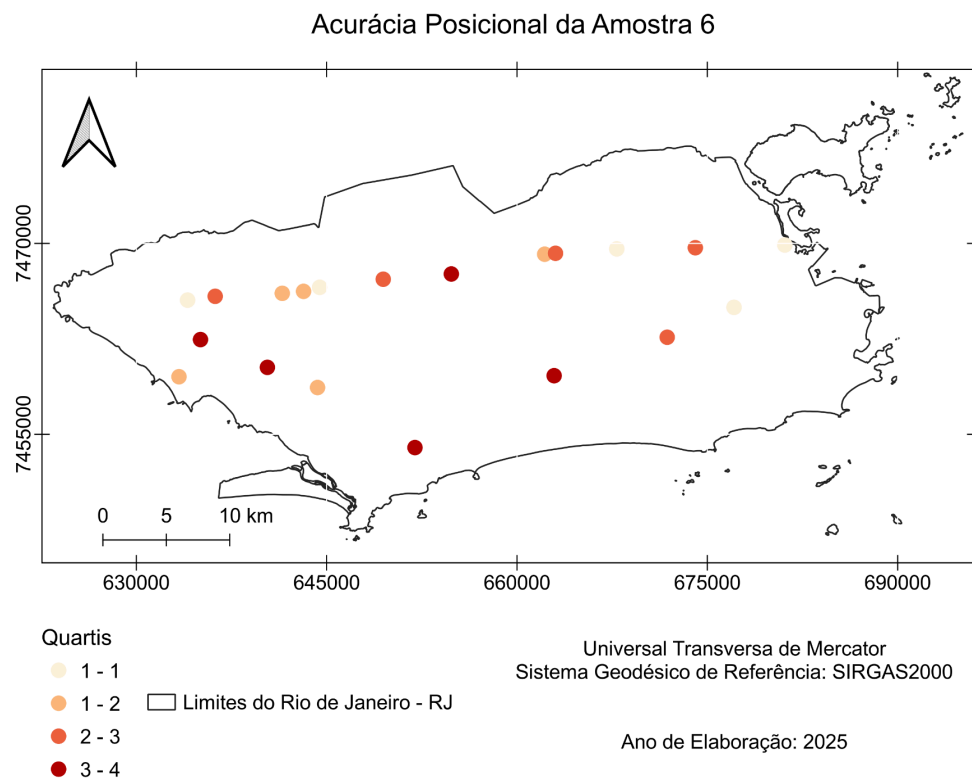 Acurácia Posicional da Amostra 6
7470000
7455000
0 5 10 km
630000 645000 660000 675000 690000
Quartis
1 - 1
1 - 2
2 - 3
3 - 4
Limites do Rio de Janeiro - RJ
Universal Transversa de Mercator
Sistema Geodésico de Referência: SIRGAS2000
Ano de Elaboração: 2025